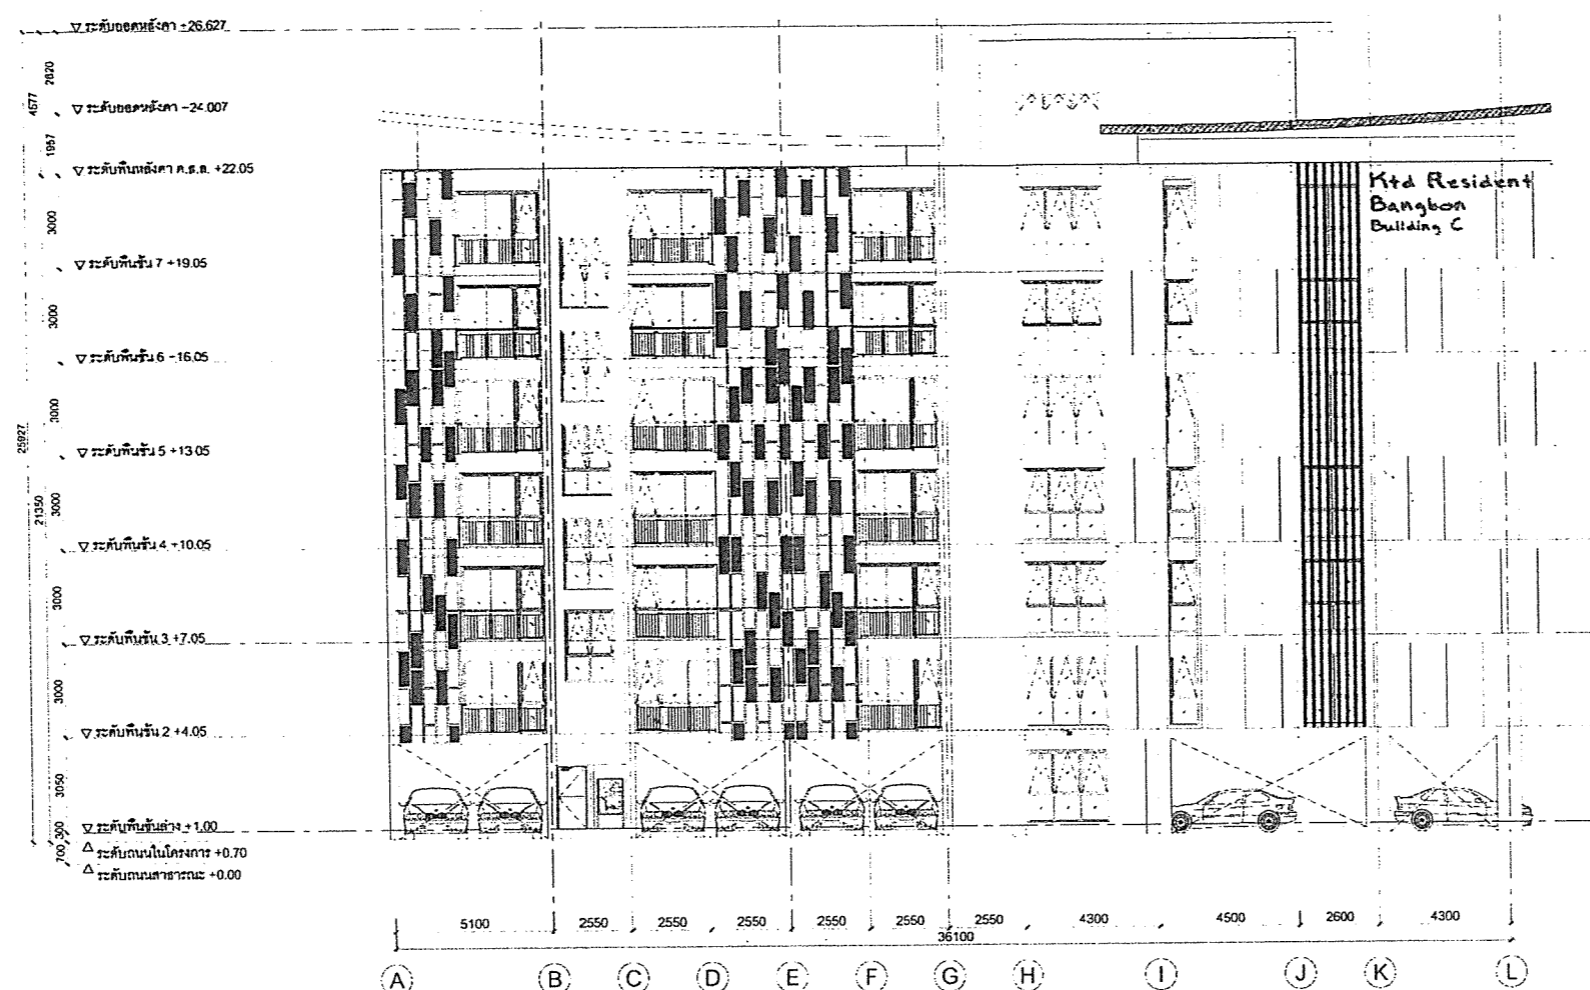 ▽ ระดับยอดหลังคา +26.627
▽ ระดับยอดหลังคา -24.007
▽ ระดับพื้นหลังคา ค.ส.ล. +22.05
▽ ระดับพื้นชั้น 7 +19.05
▽ ระดับพื้นชั้น 6 -16.05
▽ ระดับพื้นชั้น 5 +13.05
▽ ระดับพื้นชั้น 4 +10.05
▽ ระดับพื้นชั้น 3 +7.05
▽ ระดับพื้นชั้น 2 +4.05
▽ ระดับพื้นชั้นล่าง +1.00
△ ระดับถนนในโครงการ +0.70
△ ระดับถนนสาธารณะ +0.00
2620
4577
1957
3000
3000
3000
25927
21350
3000
3000
3000
3050
300
700
Ktd Resident
Bangbon
Building C
5100 2550 2550 2550 2550 2550 2550 4300 4500 2600 4300
36100
A B C D E F G H I J K L